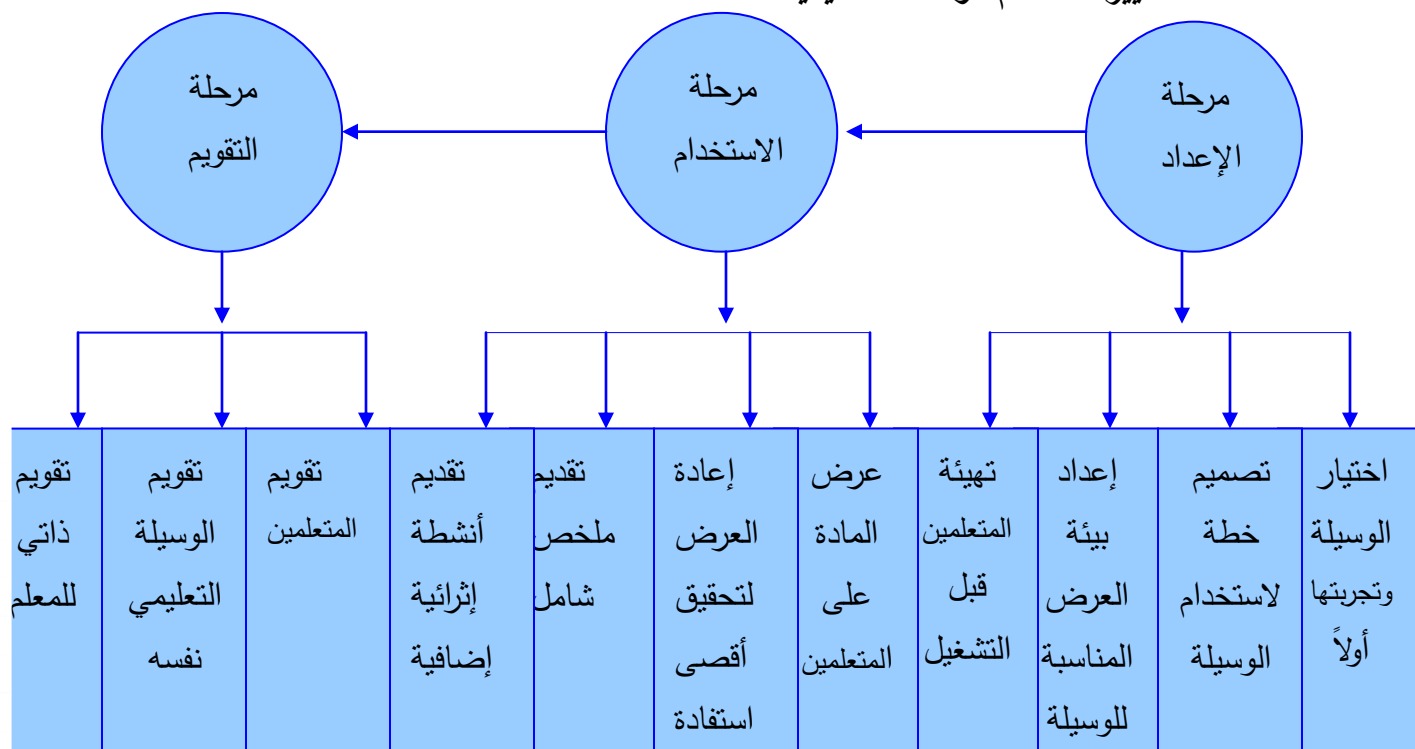 مرحلة
الإعداد
مرحلة
الاستخدام
مرحلة
التقويم
اختيار
الوسيلة
وتجربتها
أولاً
تصميم
خطة
لاستخدام
الوسيلة
إعداد
بيئة
العرض
المناسبة
للوسيلة
تهيئة
المتعلمين
قبل
التشغيل
عرض
المادة
على
المتعلمين
إعادة
العرض
لتحقيق
أقصى
استفادة
تقديم
ملخص
شامل
تقديم
أنشطة
إثرائية
إضافية
تقويم
المتعلمين
تقويم
الوسيلة
التعليمي
نفسه
تقويم
ذاتي
للمعلم